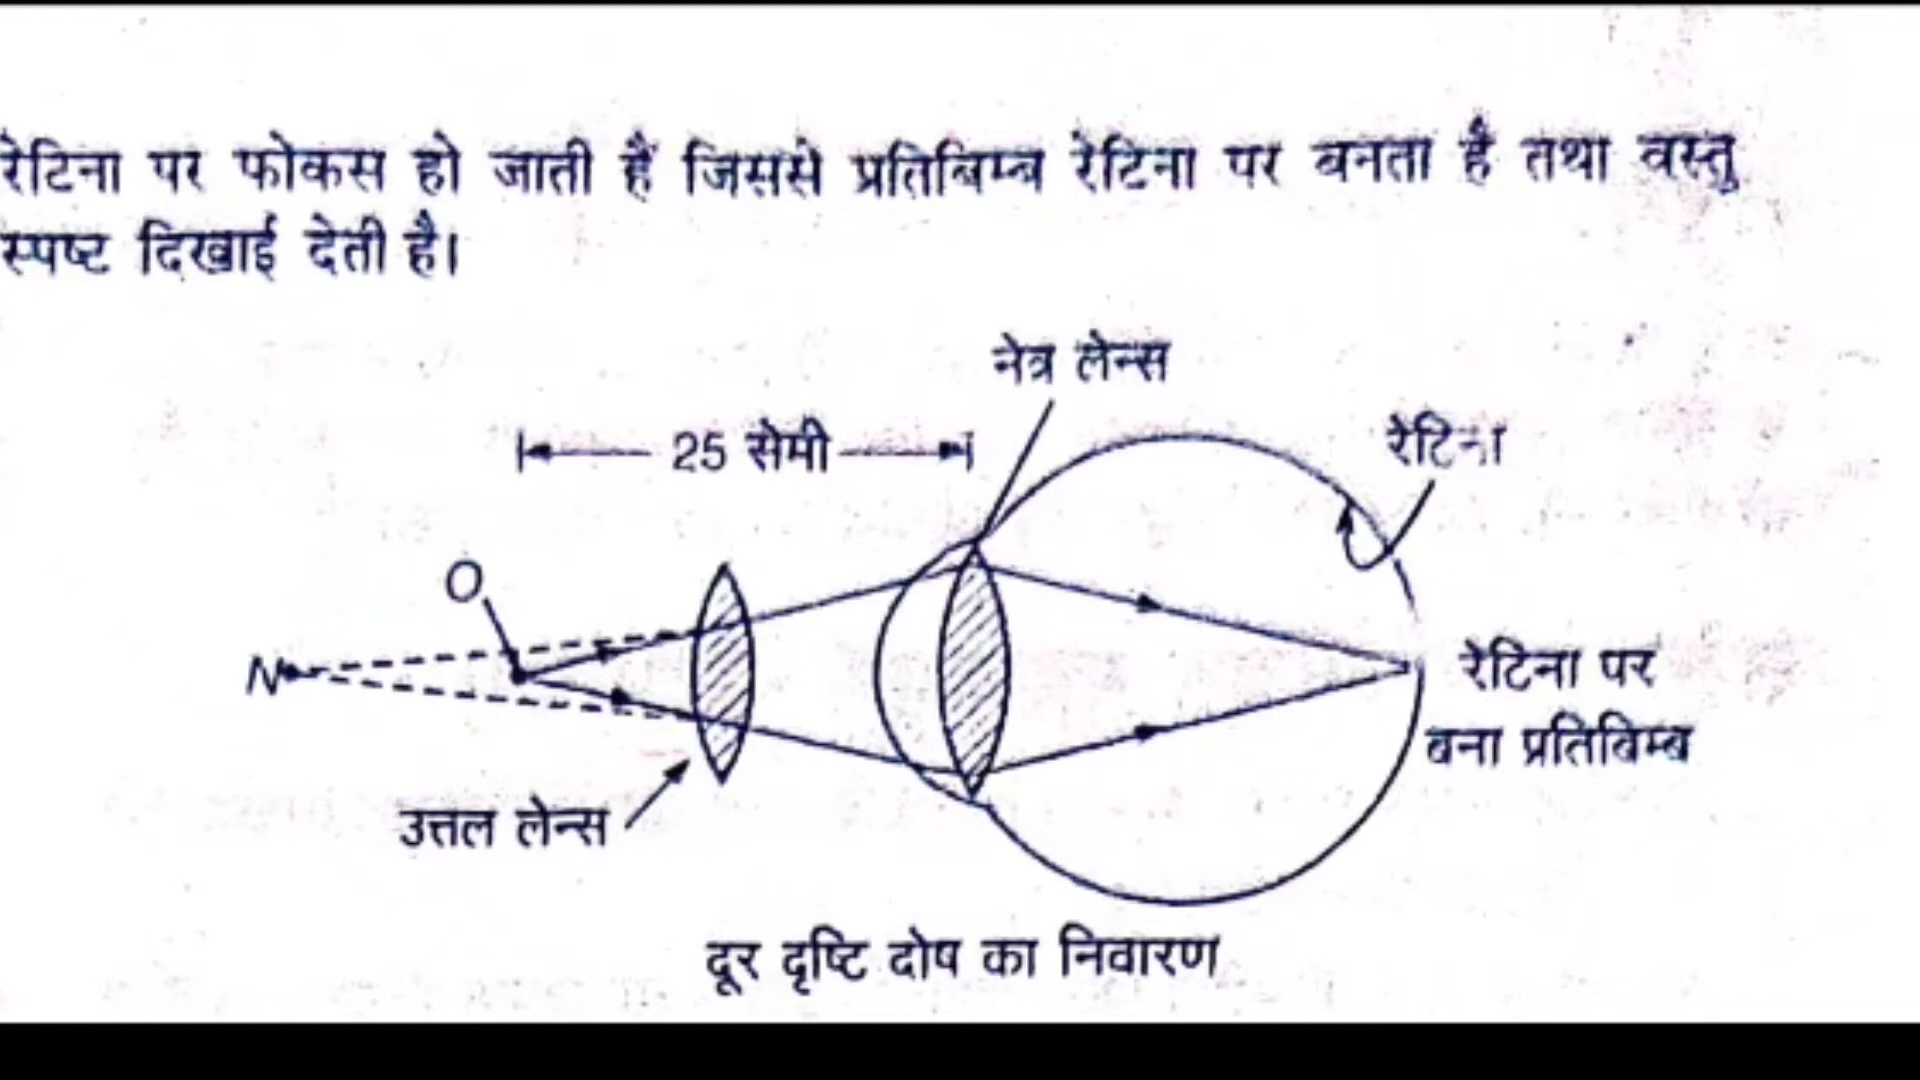 रेटिना पर फोकस हो जाती हैं जिससे प्रतिबिम्ब रेटिना पर बनता है तथा वस्तु
स्पष्ट दिखाई देती है।
नेत्र लेन्स
25 सेमी
रेटिना
O
N
रेटिना पर
बना प्रतिबिम्ब
उत्तल लेन्स
दूर दृष्टि दोष का निवारण